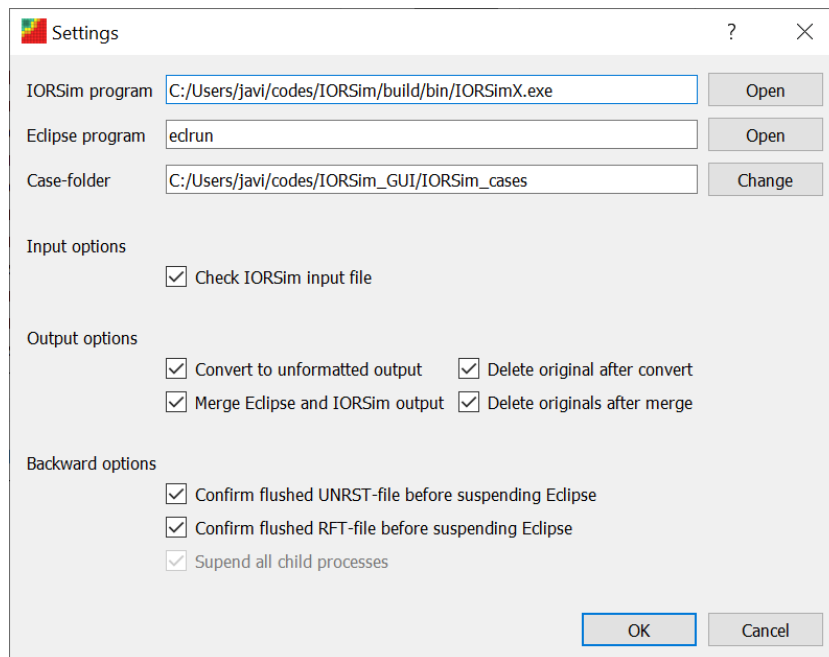 Settings ?
IORSim program C:/Users/javi/codes/IORSim/build/bin/IORSimX.exe Open
Eclipse program eclrun Open
Case-folder C:/Users/javi/codes/IORSim_GUI/IORSim_cases Change
Input options
Check IORSim input file
Output options
Convert to unformatted output Delete original after convert
Merge Eclipse and IORSim output Delete originals after merge
Backward options
Confirm flushed UNRST-file before suspending Eclipse
Confirm flushed RFT-file before suspending Eclipse
Supend all child processes
OK Cancel